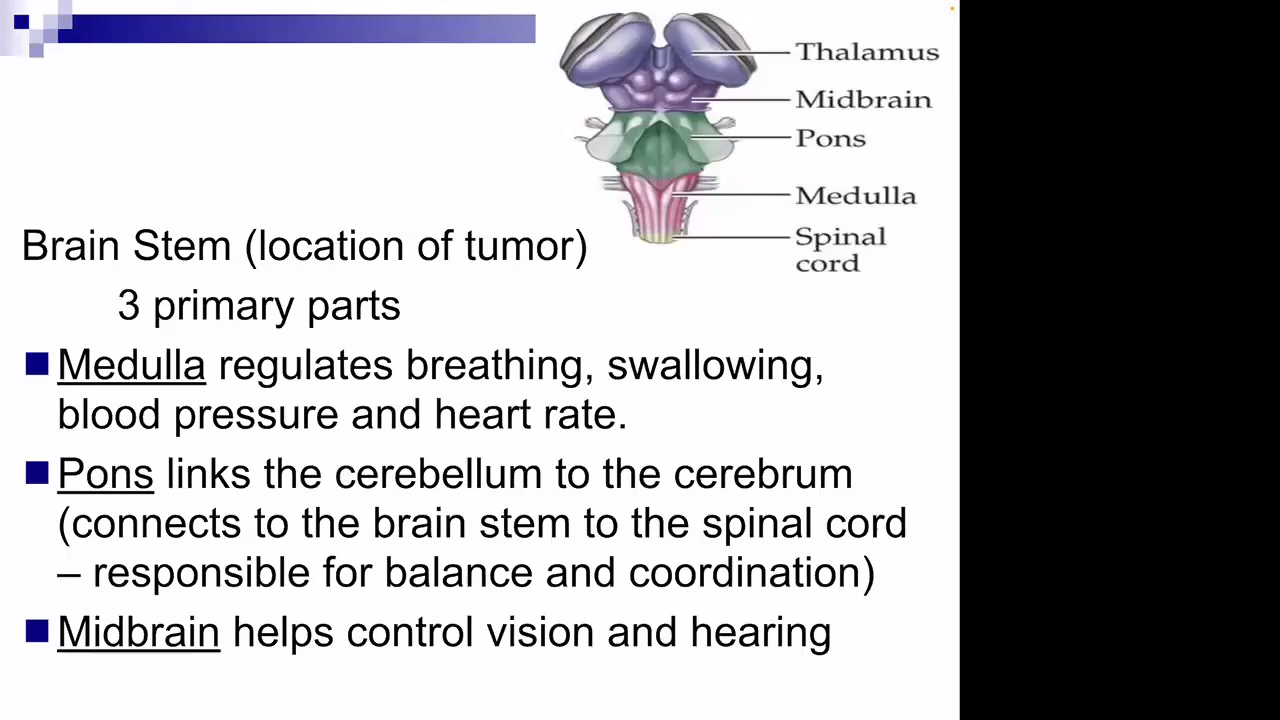 Thalamus
Midbrain
Pons
Medulla
Spinal
cord
Brain Stem (location of tumor)
3 primary parts
Medulla regulates breathing, swallowing,
blood pressure and heart rate.
Pons links the cerebellum to the cerebrum
(connects to the brain stem to the spinal cord
– responsible for balance and coordination)
Midbrain helps control vision and hearing